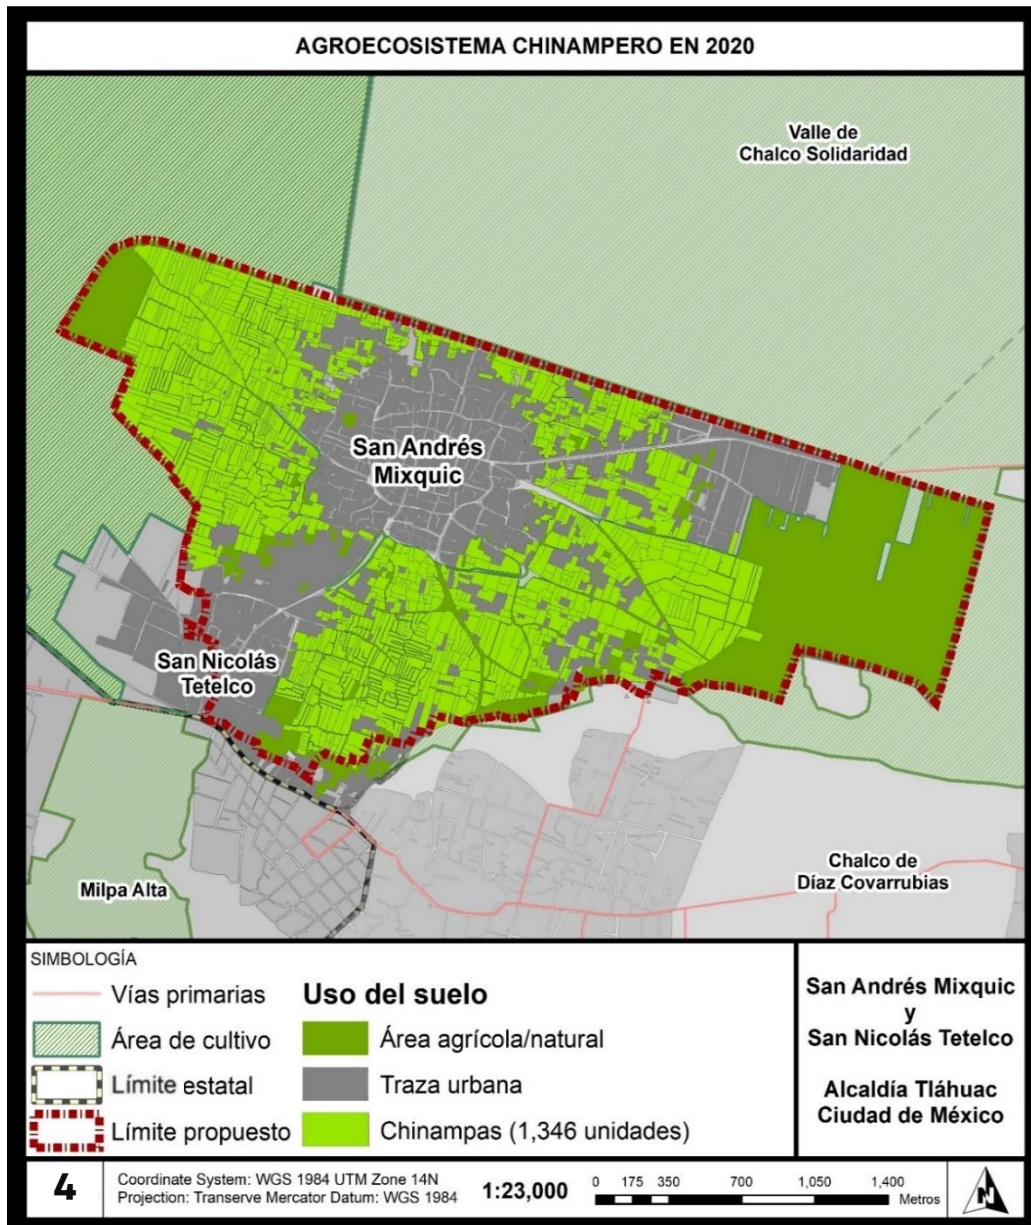 AGROECOSISTEMA CHINAMPERO EN 2020
Valle de
Chalco Solidaridad
San Andrés
Mixquic
San Nicolás
Tetelco
Milpa Alta
Chalco de
Díaz Covarrubias
SIMBOLOGÍA
Vías primarias
Área de cultivo
Límite estatal
Límite propuesto
Uso del suelo
Área agrícola/natural
Traza urbana
Chinampas (1,346 unidades)
San Andrés Mixquic
y
San Nicolás Tetelco
Alcaldía Tláhuac
Ciudad de México
4
Coordinate System: WGS 1984 UTM Zone 14N
Projection: Transerve Mercator Datum: WGS 1984
1:23,000
0 175 350 700 1,050 1,400
Metros
N